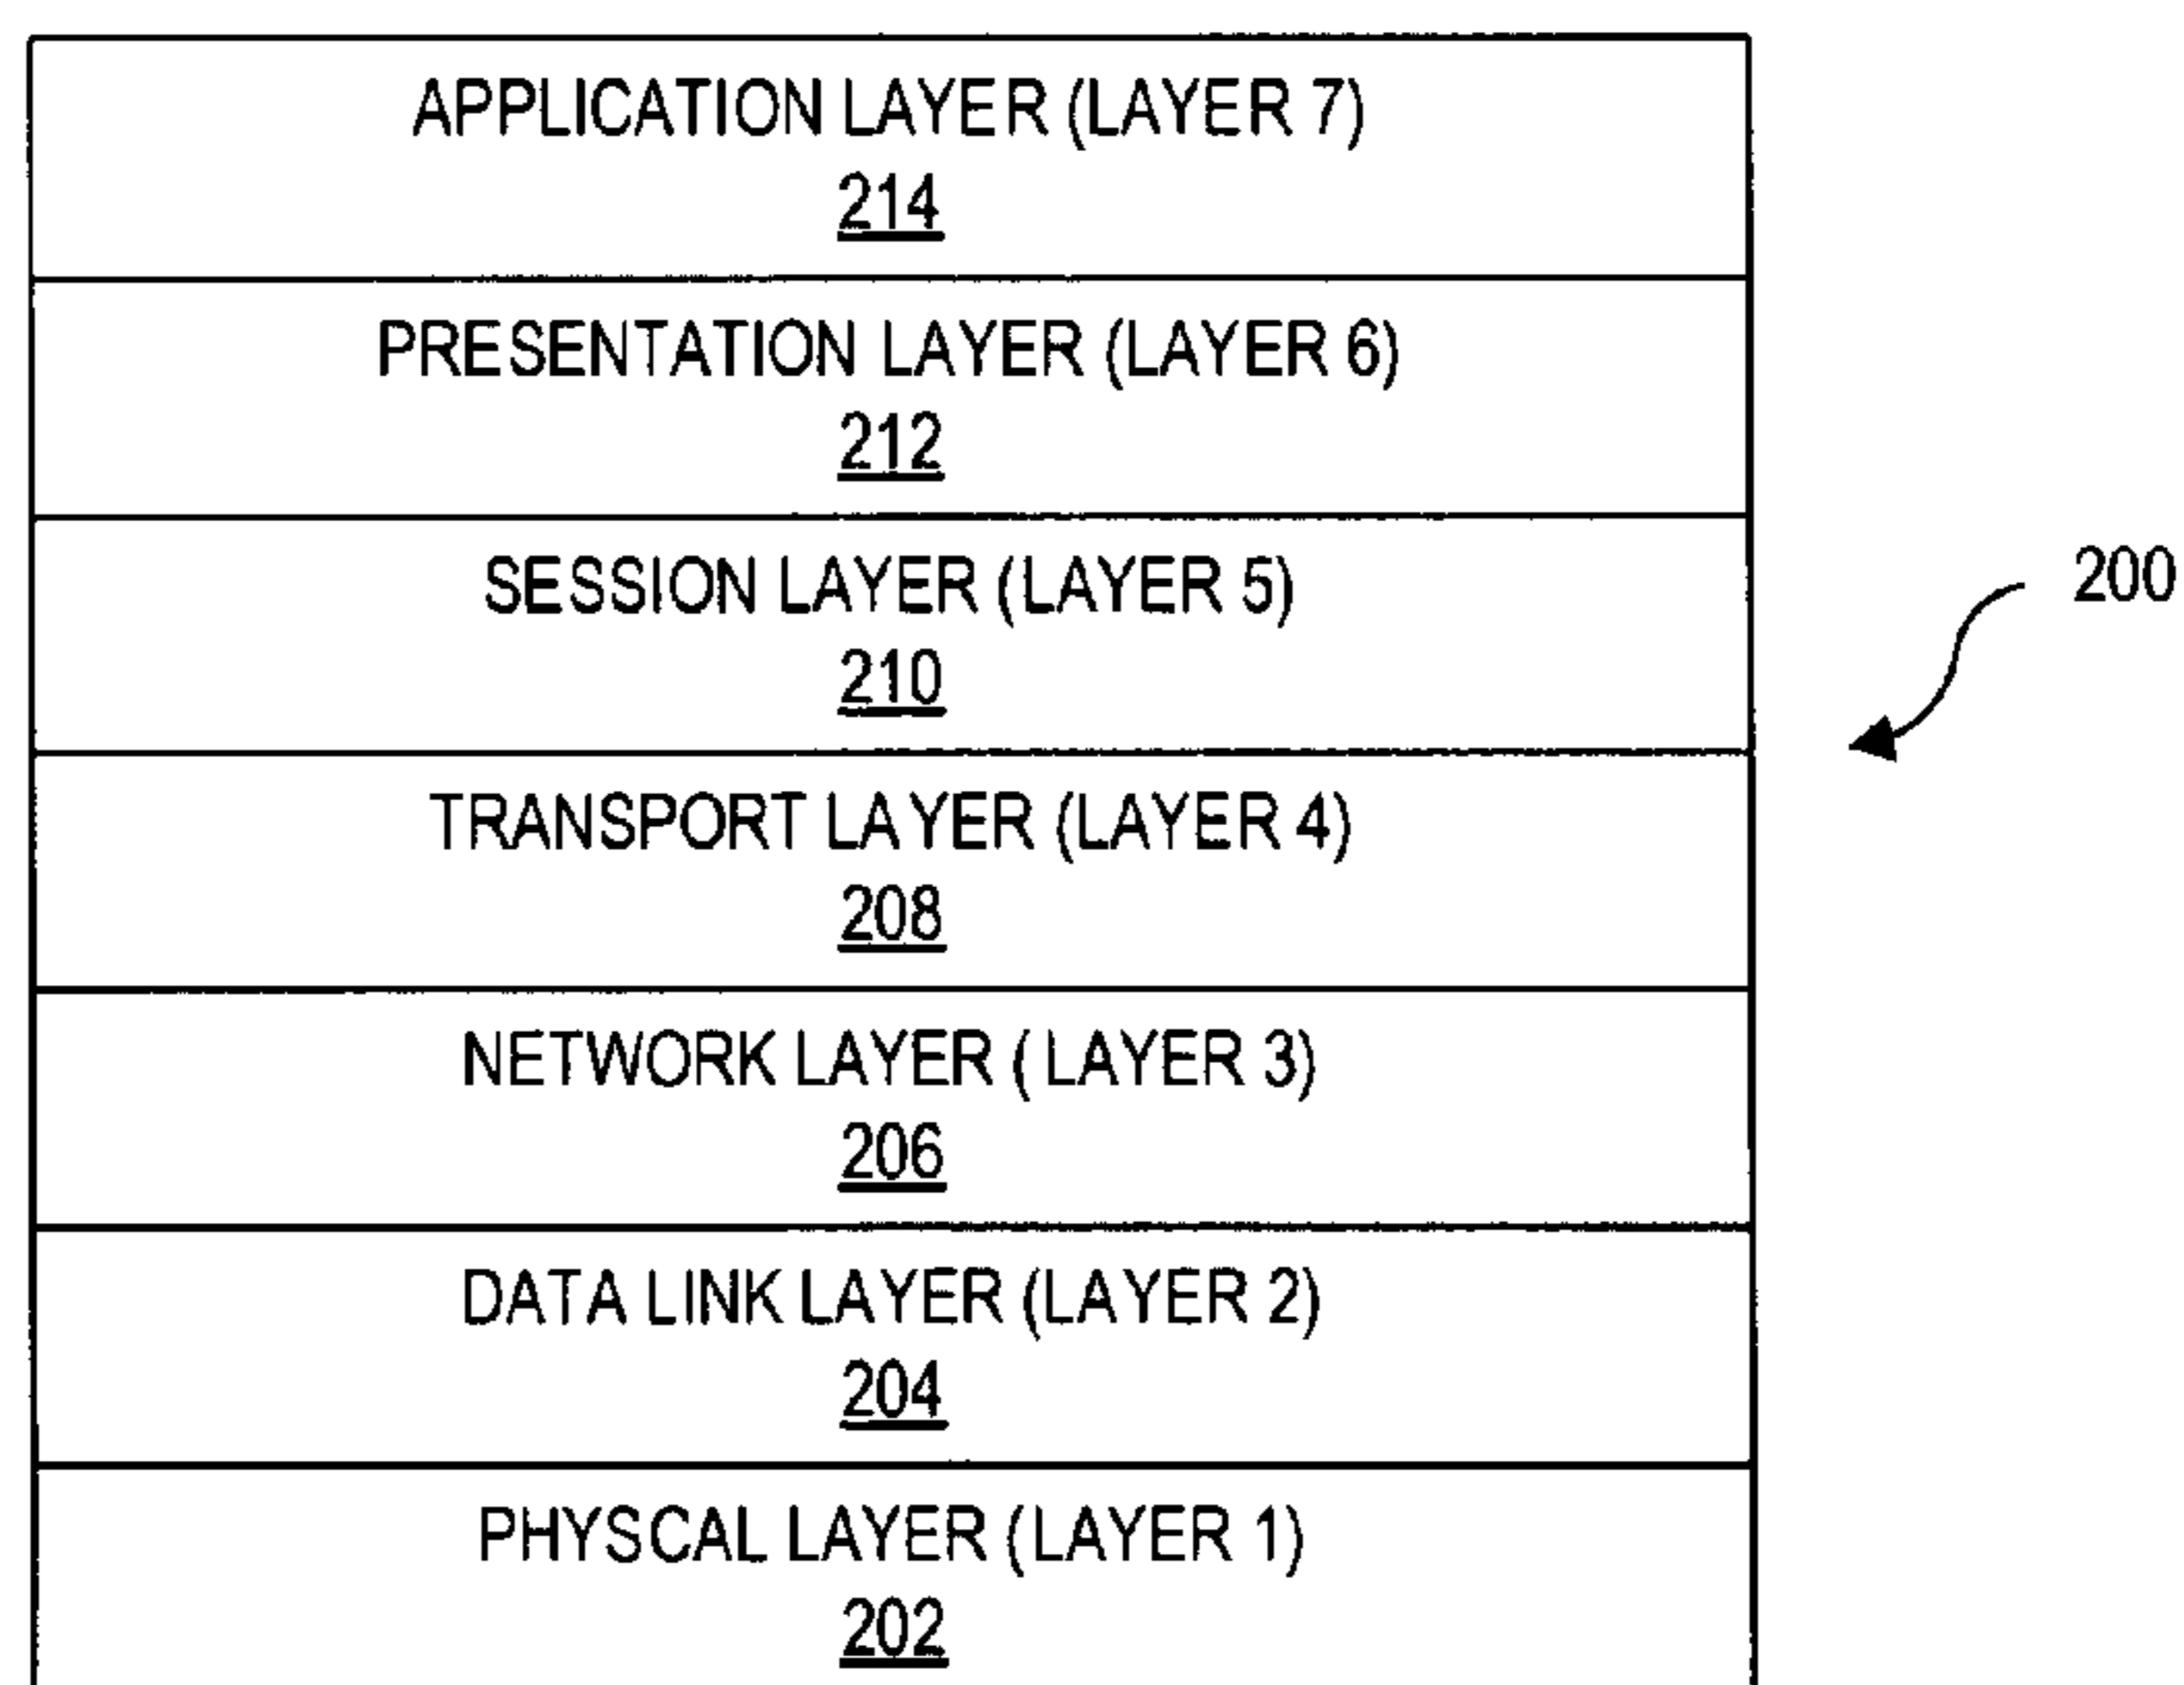 APPLICATION LAYER (LAYER 7)
214
PRESENTATION LAYER (LAYER 6)
212
SESSION LAYER (LAYER 5)
210
200
TRANSPORT LAYER (LAYER 4)
208
NETWORK LAYER ( LAYER 3)
206
DATA LINK LAYER (LAYER 2)
204
PHYSCAL LAYER (LAYER 1)
202